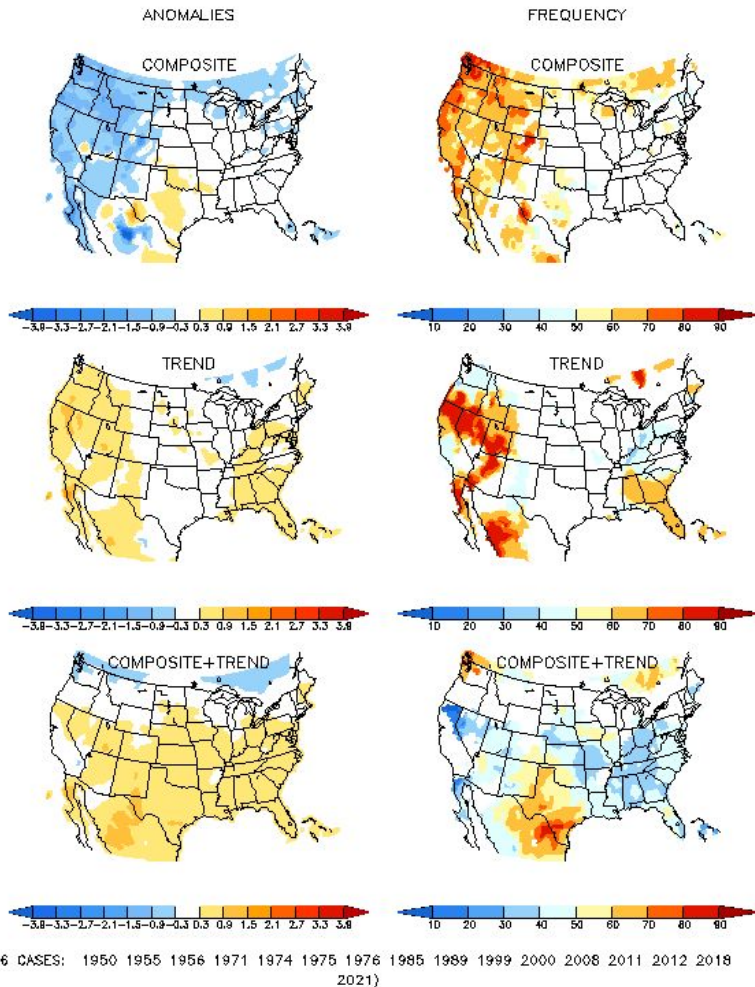 ANOMALIES FREQUENCY
COMPOSITE COMPOSITE
-3.9 -3.3 -2.7 -2.1 -1.5 -0.9 -0.3 0.3 0.9 1.5 2.1 2.7 3.3 3.9 10 20 30 40 50 60 70 80 90
TREND TREND
-3.9 -3.3 -2.7 -2.1 -1.5 -0.9 -0.3 0.3 0.9 1.5 2.1 2.7 3.3 3.9 10 20 30 40 50 60 70 80 90
COMPOSITE+TREND COMPOSITE+TREND
-3.9 -3.3 -2.7 -2.1 -1.5 -0.9 -0.3 0.3 0.9 1.5 2.1 2.7 3.3 3.9 10 20 30 40 50 60 70 80 90
6 CASES: 1950 1955 1956 1971 1974 1975 1976 1985 1989 1999 2000 2008 2011 2012 2018
2021)